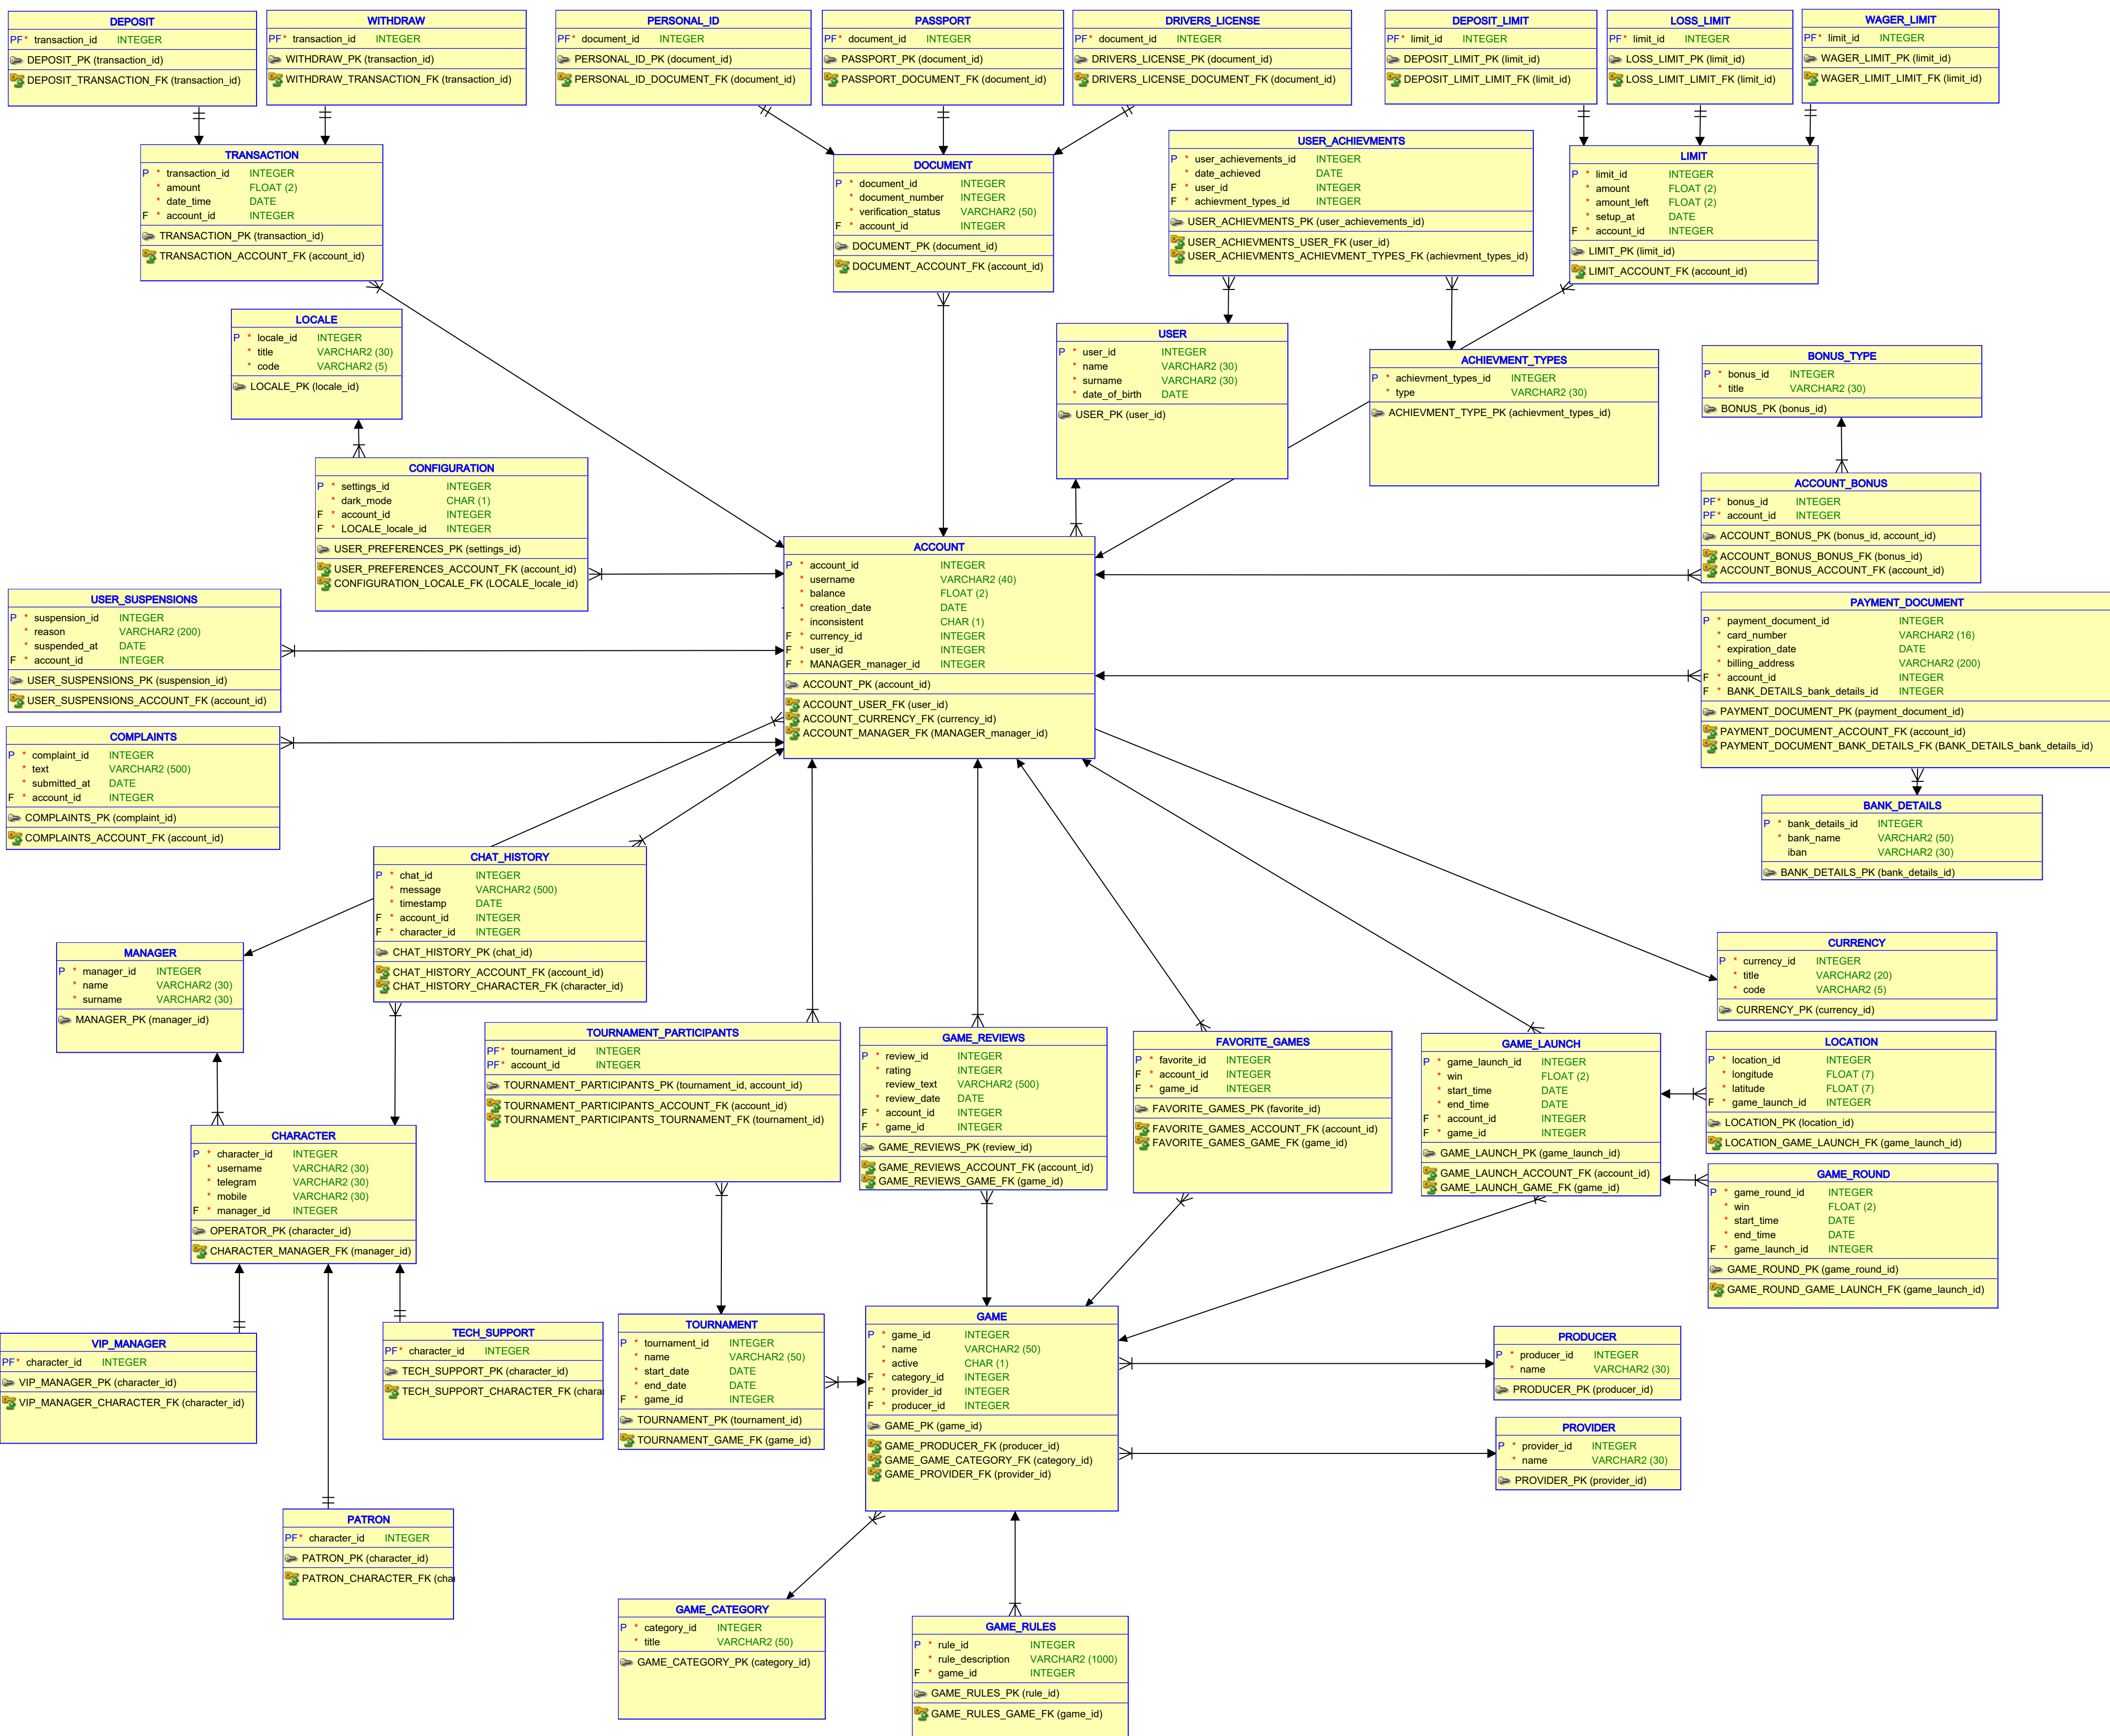 DEPOSIT
PF* transaction_id INTEGER
DEPOSIT_PK (transaction_id)
DEPOSIT_TRANSACTION_FK (transaction_id)
WITHDRAW
PF* transaction_id INTEGER
WITHDRAW_PK (transaction_id)
WITHDRAW_TRANSACTION_FK (transaction_id)
PERSONAL_ID
PF* document_id INTEGER
PERSONAL_ID_PK (document_id)
PERSONAL_ID_DOCUMENT_FK (document_id)
PASSPORT
PF* document_id INTEGER
PASSPORT_PK (document_id)
PASSPORT_DOCUMENT_FK (document_id)
DRIVERS_LICENSE
PF* document_id INTEGER
DRIVERS_LICENSE_PK (document_id)
DRIVERS_LICENSE_DOCUMENT_FK (document_id)
DEPOSIT_LIMIT
PF* limit_id INTEGER
DEPOSIT_LIMIT_PK (limit_id)
DEPOSIT_LIMIT_LIMIT_FK (limit_id)
LOSS_LIMIT
PF* limit_id INTEGER
LOSS_LIMIT_PK (limit_id)
LOSS_LIMIT_LIMIT_FK (limit_id)
WAGER_LIMIT
PF* limit_id INTEGER
WAGER_LIMIT_PK (limit_id)
WAGER_LIMIT_LIMIT_FK (limit_id)
TRANSACTION
P * transaction_id INTEGER
* amount FLOAT (2)
* date_time DATE
F * account_id INTEGER
TRANSACTION_PK (transaction_id)
TRANSACTION_ACCOUNT_FK (account_id)
DOCUMENT
P * document_id INTEGER
* document_number INTEGER
* verification_status VARCHAR2 (50)
F * account_id INTEGER
DOCUMENT_PK (document_id)
DOCUMENT_ACCOUNT_FK (account_id)
USER_ACHIEVMENTS
P * user_achievements_id INTEGER
* date_achieved DATE
F * user_id INTEGER
F * achievment_types_id INTEGER
USER_ACHIEVMENTS_PK (user_achievements_id)
USER_ACHIEVMENTS_USER_FK (user_id)
USER_ACHIEVMENTS_ACHIEVMENT_TYPES_FK (achievment_types_id)
LIMIT
P * limit_id INTEGER
* amount FLOAT (2)
* amount_left FLOAT (2)
* setup_at DATE
F * account_id INTEGER
LIMIT_PK (limit_id)
LIMIT_ACCOUNT_FK (account_id)
LOCALE
P * locale_id INTEGER
* title VARCHAR2 (30)
* code VARCHAR2 (5)
LOCALE_PK (locale_id)
USER
P * user_id INTEGER
* name VARCHAR2 (30)
* surname VARCHAR2 (30)
* date_of_birth DATE
USER_PK (user_id)
ACHIEVMENT_TYPES
P * achievment_types_id INTEGER
* type VARCHAR2 (30)
ACHIEVMENT_TYPE_PK (achievment_types_id)
BONUS_TYPE
P * bonus_id INTEGER
* title VARCHAR2 (30)
BONUS_PK (bonus_id)
CONFIGURATION
P * settings_id INTEGER
* dark_mode CHAR (1)
F * account_id INTEGER
F * LOCALE_locale_id INTEGER
USER_PREFERENCES_PK (settings_id)
USER_PREFERENCES_ACCOUNT_FK (account_id)
CONFIGURATION_LOCALE_FK (LOCALE_locale_id)
ACCOUNT_BONUS
PF* bonus_id INTEGER
PF* account_id INTEGER
ACCOUNT_BONUS_PK (bonus_id, account_id)
ACCOUNT_BONUS_BONUS_FK (bonus_id)
ACCOUNT_BONUS_ACCOUNT_FK (account_id)
ACCOUNT
P * account_id INTEGER
* username VARCHAR2 (40)
* balance FLOAT (2)
* creation_date DATE
* inconsistent CHAR (1)
F * currency_id INTEGER
F * user_id INTEGER
F * MANAGER_manager_id INTEGER
ACCOUNT_PK (account_id)
ACCOUNT_USER_FK (user_id)
ACCOUNT_CURRENCY_FK (currency_id)
ACCOUNT_MANAGER_FK (MANAGER_manager_id)
USER_SUSPENSIONS
P * suspension_id INTEGER
* reason VARCHAR2 (200)
* suspended_at DATE
F * account_id INTEGER
USER_SUSPENSIONS_PK (suspension_id)
USER_SUSPENSIONS_ACCOUNT_FK (account_id)
PAYMENT_DOCUMENT
P * payment_document_id INTEGER
* card_number VARCHAR2 (16)
* expiration_date DATE
* billing_address VARCHAR2 (200)
F * account_id INTEGER
F * BANK_DETAILS_bank_details_id INTEGER
PAYMENT_DOCUMENT_PK (payment_document_id)
PAYMENT_DOCUMENT_ACCOUNT_FK (account_id)
PAYMENT_DOCUMENT_BANK_DETAILS_FK (BANK_DETAILS_bank_details_id)
COMPLAINTS
P * complaint_id INTEGER
* text VARCHAR2 (500)
* submitted_at DATE
F * account_id INTEGER
COMPLAINTS_PK (complaint_id)
COMPLAINTS_ACCOUNT_FK (account_id)
BANK_DETAILS
P * bank_details_id INTEGER
* bank_name VARCHAR2 (50)
iban VARCHAR2 (30)
BANK_DETAILS_PK (bank_details_id)
CHAT_HISTORY
P * chat_id INTEGER
* message VARCHAR2 (500)
* timestamp DATE
F * account_id INTEGER
F * character_id INTEGER
CHAT_HISTORY_PK (chat_id)
CHAT_HISTORY_ACCOUNT_FK (account_id)
CHAT_HISTORY_CHARACTER_FK (character_id)
MANAGER
P * manager_id INTEGER
* name VARCHAR2 (30)
* surname VARCHAR2 (30)
MANAGER_PK (manager_id)
CURRENCY
P * currency_id INTEGER
* title VARCHAR2 (20)
* code VARCHAR2 (5)
CURRENCY_PK (currency_id)
TOURNAMENT_PARTICIPANTS
PF* tournament_id INTEGER
PF* account_id INTEGER
TOURNAMENT_PARTICIPANTS_PK (tournament_id, account_id)
TOURNAMENT_PARTICIPANTS_ACCOUNT_FK (account_id)
TOURNAMENT_PARTICIPANTS_TOURNAMENT_FK (tournament_id)
GAME_REVIEWS
P * review_id INTEGER
* rating INTEGER
review_text VARCHAR2 (500)
* review_date DATE
F * account_id INTEGER
F * game_id INTEGER
GAME_REVIEWS_PK (review_id)
GAME_REVIEWS_ACCOUNT_FK (account_id)
GAME_REVIEWS_GAME_FK (game_id)
FAVORITE_GAMES
P * favorite_id INTEGER
F * account_id INTEGER
F * game_id INTEGER
FAVORITE_GAMES_PK (favorite_id)
FAVORITE_GAMES_ACCOUNT_FK (account_id)
FAVORITE_GAMES_GAME_FK (game_id)
GAME_LAUNCH
P * game_launch_id INTEGER
* win FLOAT (2)
* start_time DATE
* end_time DATE
F * account_id INTEGER
F * game_id INTEGER
GAME_LAUNCH_PK (game_launch_id)
GAME_LAUNCH_ACCOUNT_FK (account_id)
GAME_LAUNCH_GAME_FK (game_id)
LOCATION
P * location_id INTEGER
* longitude FLOAT (7)
* latitude FLOAT (7)
F * game_launch_id INTEGER
LOCATION_PK (location_id)
LOCATION_GAME_LAUNCH_FK (game_launch_id)
CHARACTER
P * character_id INTEGER
* username VARCHAR2 (30)
* telegram VARCHAR2 (30)
* mobile VARCHAR2 (30)
F * manager_id INTEGER
OPERATOR_PK (character_id)
CHARACTER_MANAGER_FK (manager_id)
GAME_ROUND
P * game_round_id INTEGER
* win FLOAT (2)
* start_time DATE
* end_time DATE
F * game_launch_id INTEGER
GAME_ROUND_PK (game_round_id)
GAME_ROUND_GAME_LAUNCH_FK (game_launch_id)
VIP_MANAGER
PF* character_id INTEGER
VIP_MANAGER_PK (character_id)
VIP_MANAGER_CHARACTER_FK (character_id)
TECH_SUPPORT
PF* character_id INTEGER
TECH_SUPPORT_PK (character_id)
TECH_SUPPORT_CHARACTER_FK (chara
TOURNAMENT
P * tournament_id INTEGER
* name VARCHAR2 (50)
* start_date DATE
* end_date DATE
F * game_id INTEGER
TOURNAMENT_PK (tournament_id)
TOURNAMENT_GAME_FK (game_id)
GAME
P * game_id INTEGER
* name VARCHAR2 (50)
* active CHAR (1)
F * category_id INTEGER
F * provider_id INTEGER
F * producer_id INTEGER
GAME_PK (game_id)
GAME_PRODUCER_FK (producer_id)
GAME_GAME_CATEGORY_FK (category_id)
GAME_PROVIDER_FK (provider_id)
PRODUCER
P * producer_id INTEGER
* name VARCHAR2 (30)
PRODUCER_PK (producer_id)
PROVIDER
P * provider_id INTEGER
* name VARCHAR2 (30)
PROVIDER_PK (provider_id)
PATRON
PF* character_id INTEGER
PATRON_PK (character_id)
PATRON_CHARACTER_FK (cha
GAME_CATEGORY
P * category_id INTEGER
* title VARCHAR2 (50)
GAME_CATEGORY_PK (category_id)
GAME_RULES
P * rule_id INTEGER
* rule_description VARCHAR2 (1000)
F * game_id INTEGER
GAME_RULES_PK (rule_id)
GAME_RULES_GAME_FK (game_id)